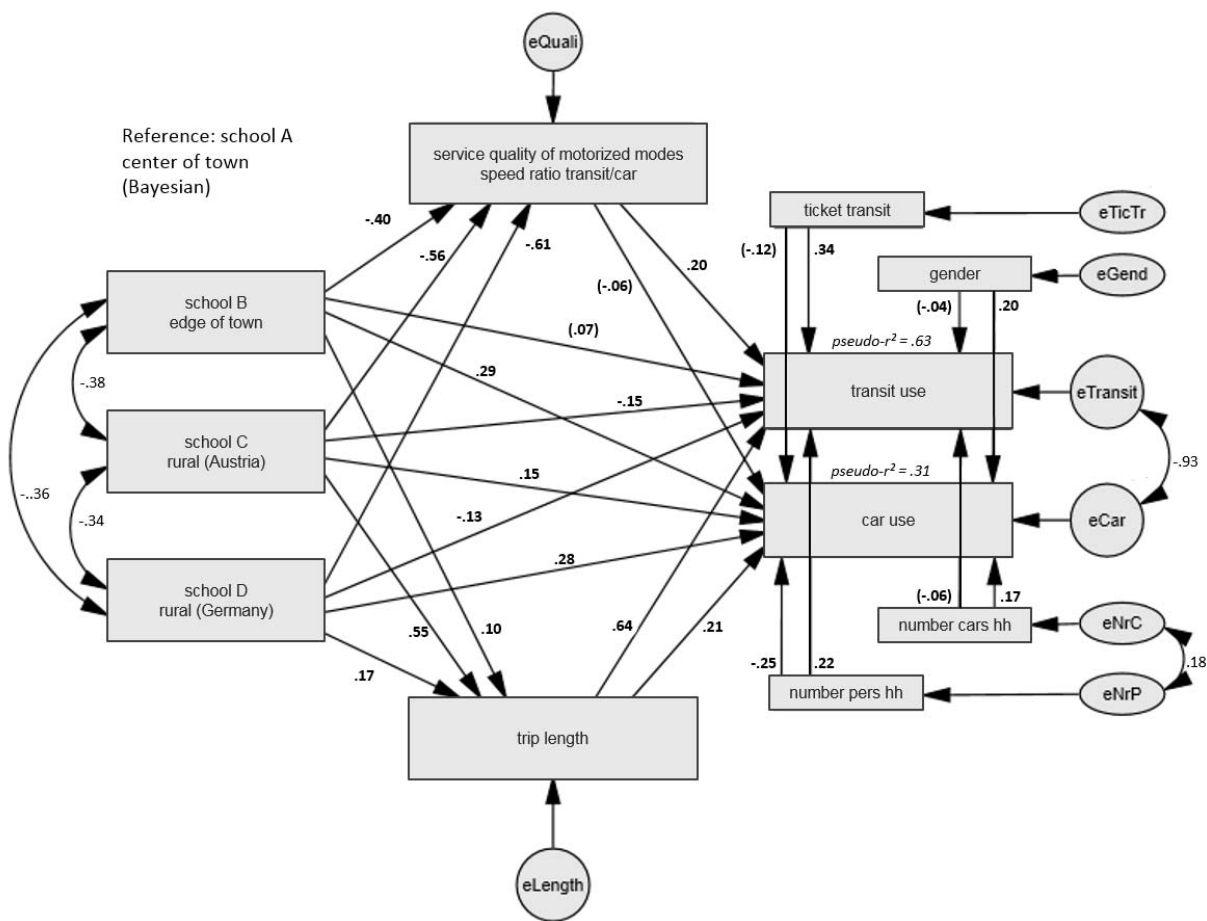 eQuali
Reference: school A
center of town
(Bayesian)
service quality of motorized modes
speed ratio transit/car
ticket transit
eTicTr
-.40
-.56
-.61
(-.12)
.34
gender
eGend
.20
(-.06)
(-.04)
.20
school B
edge of town
(.07)
pseudo-r² = .63
transit use
eTransit
-.38
.29
-.15
-.93
school C
rural (Austria)
pseudo-r² = .31
-..36
.15
car use
eCar
-.34
-.13
.28
school D
rural (Germany)
(-.06)
.17
number cars hh
eNrC
.55
.10
.64
.21
.18
.17
-.25
.22
number pers hh
eNrP
trip length
eLength